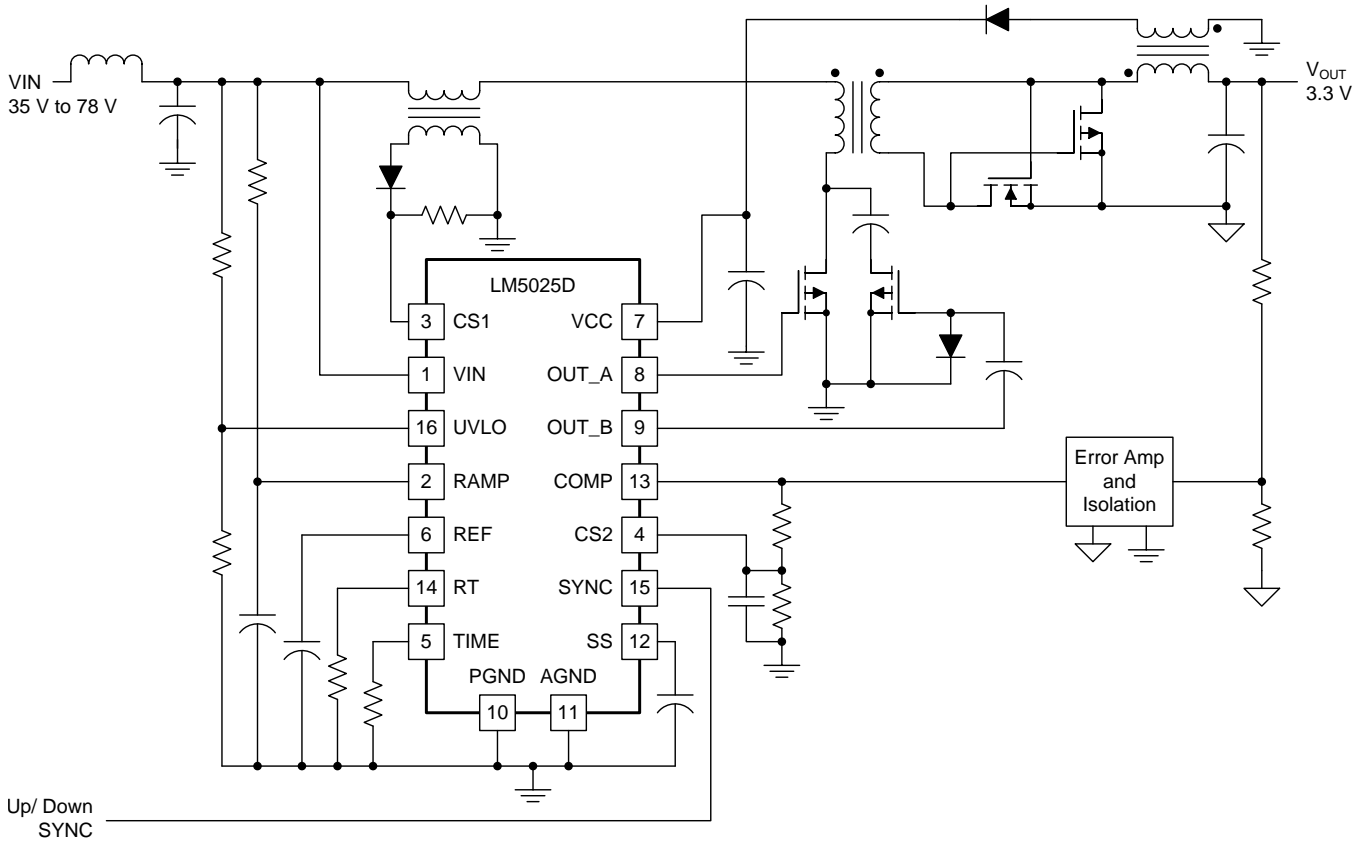 VIN
35 V to 78 V
VOUT
3.3 V
LM5025D
3 CS1
VCC 7
1 VIN
OUT_A 8
16 UVLO
OUT_B 9
2 RAMP
COMP 13
6 REF
CS2 4
14 RT
SYNC 15
5 TIME
SS 12
PGND AGND
10 11
Error Amp
and
Isolation
Up/ Down
SYNC